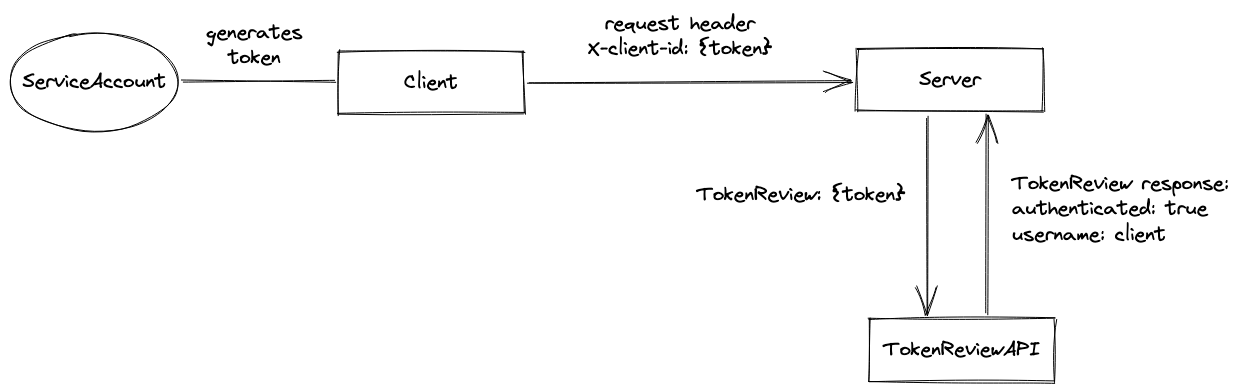 generates
token
ServiceAccount
Client
request header
X-client-id: {token}
Server
TokenReview: {token}
TokenReview response:
authenticated: true
username: client
TokenReviewAPI